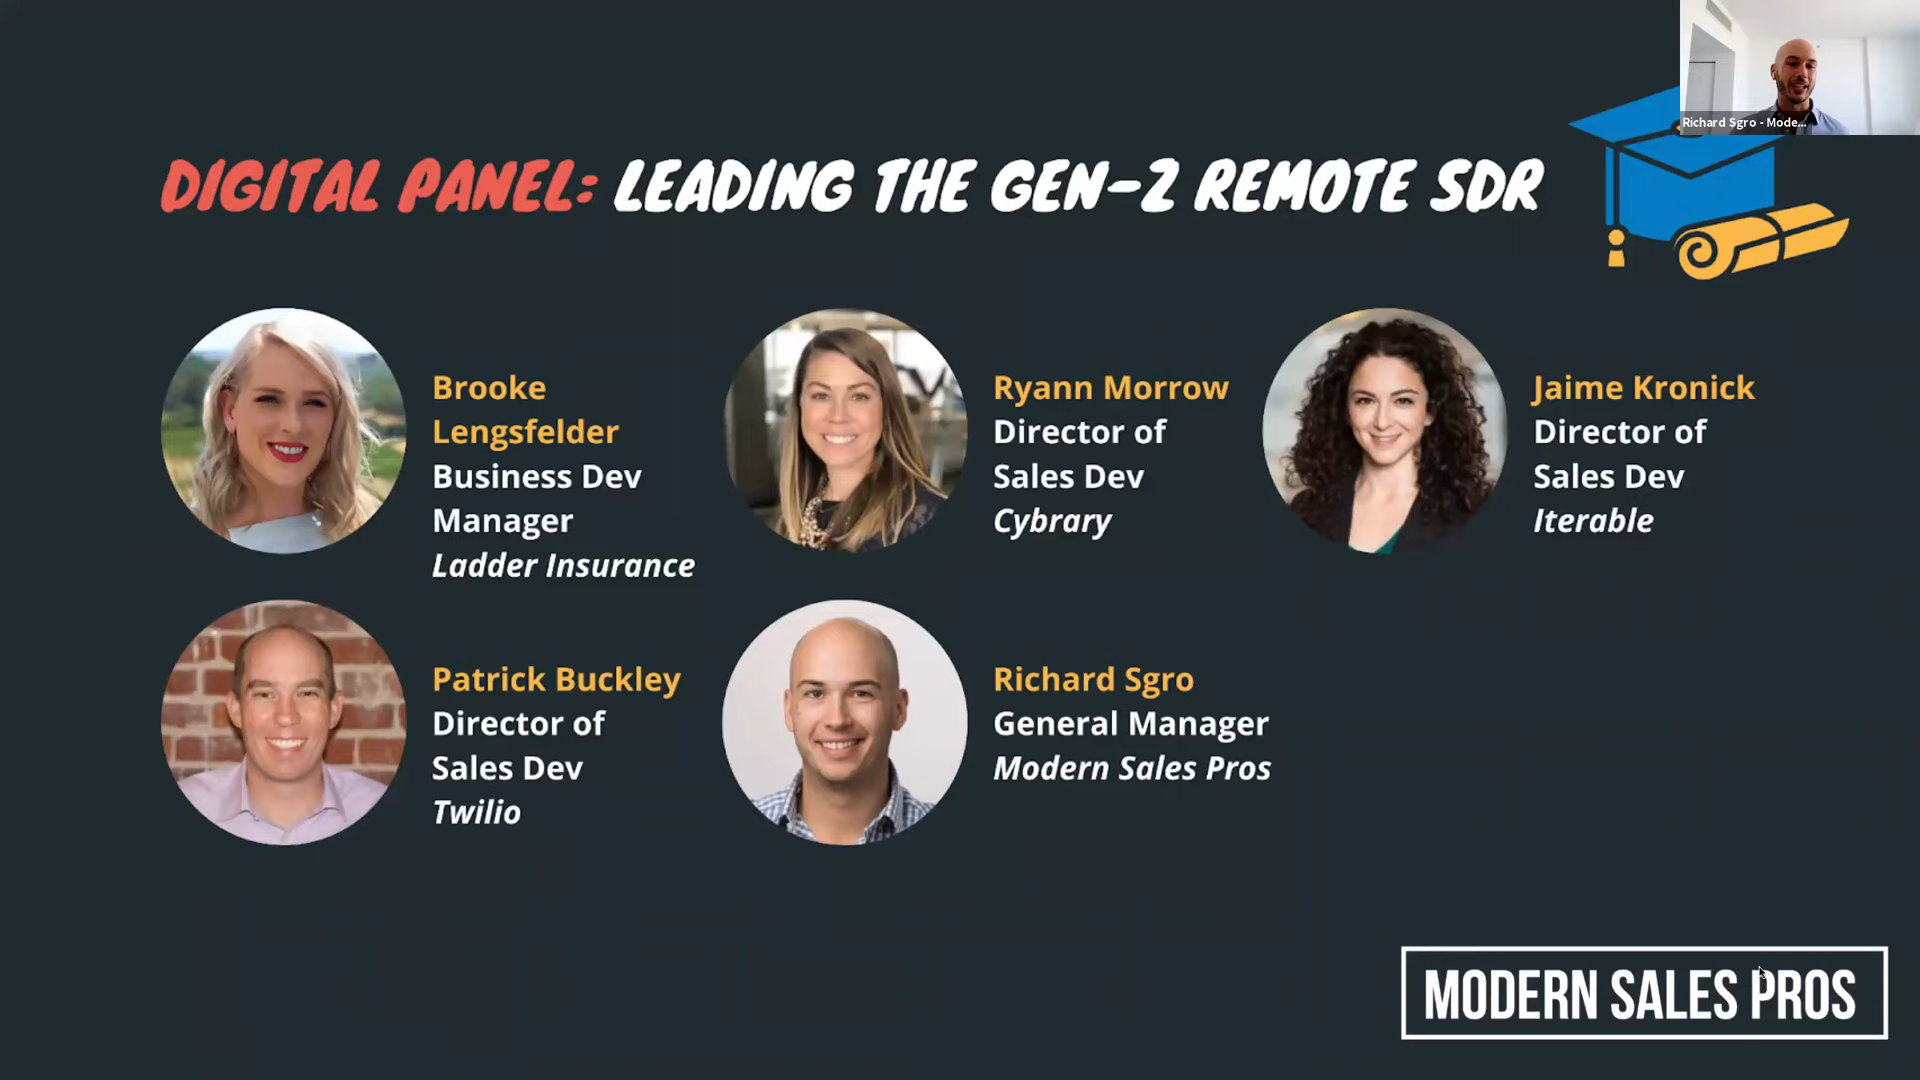 Richard Sgro - Mode...
DIGITAL PANEL: LEADING THE GEN-2 REMOTE SDR
Brooke
Lengsfelder
Business Dev
Manager
Ladder Insurance
Ryann Morrow
Director of
Sales Dev
Cybrary
Jaime Kronick
Director of
Sales Dev
Iterable
Patrick Buckley
Director of
Sales Dev
Twilio
Richard Sgro
General Manager
Modern Sales Pros
MODERN SALES PROS